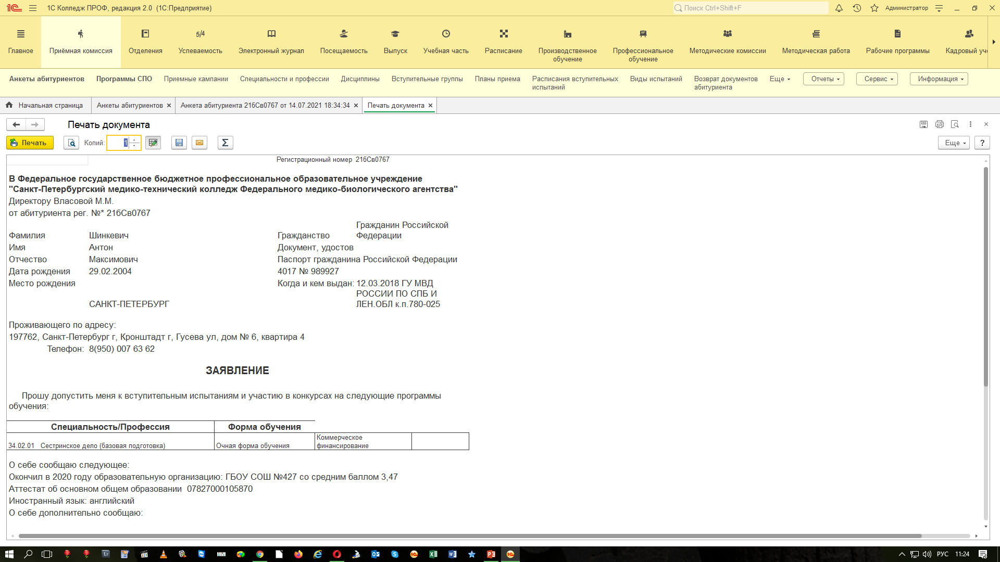 1С Колледж ПРОФ, редакция 2.0 (1С:Предприятие)
Поиск Ctrl+Shift+F
Администратор
Главное
Приёмная комиссия
Отделения
5/4
Успеваемость
Электронный журнал
Посещаемость
Выпуск
Учебная часть
Расписание
Производственное
обучение
Профессиональное
обучение
Методические комиссии
Методическая работа
Рабочие программы
Кадровый уч
Анкеты абитуриентов
Программы СПО
Приемные кампании
Специальности и профессии
Дисциплины
Вступительные группы
Планы приема
Расписания вступительных
испытаний
Виды испытаний
Возврат документов
абитуриента
Еще
Отчеты
Сервис
Информация
Начальная страница
Анкеты абитуриентов
Анкета абитуриента 21бСв0767 от 14.07.2021 18:34:34
Печать документа
Печать документа
Печать
Копий: 1
Еще
?
Регистрационный номер 21бСв0767
В Федеральное государственное бюджетное профессиональное образовательное учреждение
"Санкт-Петербургский медико-технический колледж Федерального медико-биологического агентства"
Директору Власовой М.М.
от абитуриента рег. №* 21бСв0767
Гражданин Российской
Фамилия Шинкевич Гражданство Федерации
Имя Антон Документ, удостов
Отчество Максимович Паспорт гражданина Российской Федерации
Дата рождения 29.02.2004 4017 № 989927
Место рождения Когда и кем выдан: 12.03.2018 ГУ МВД
РОССИИ ПО СПБ И
САНКТ-ПЕТЕРБУРГ ЛЕН.ОБЛ к.п.780-025
Проживающего по адресу:
197762, Санкт-Петербург г, Кронштадт г, Гусева ул, дом № 6, квартира 4
Телефон: 8(950) 007 63 62
ЗАЯВЛЕНИЕ
Прошу допустить меня к вступительным испытаниям и участию в конкурсах на следующие программы
обучения:
Специальность/Профессия Форма обучения
34.02.01 Сестринское дело (базовая подготовка) Очная форма обучения
Коммерческое
финансирование
О себе сообщаю следующее:
Окончил в 2020 году образовательную организацию: ГБОУ СОШ №427 со средним баллом 3,47
Аттестат об основном общем образовании 07827000105870
Иностранный язык: английский
О себе дополнительно сообщаю:
РУС
11:24